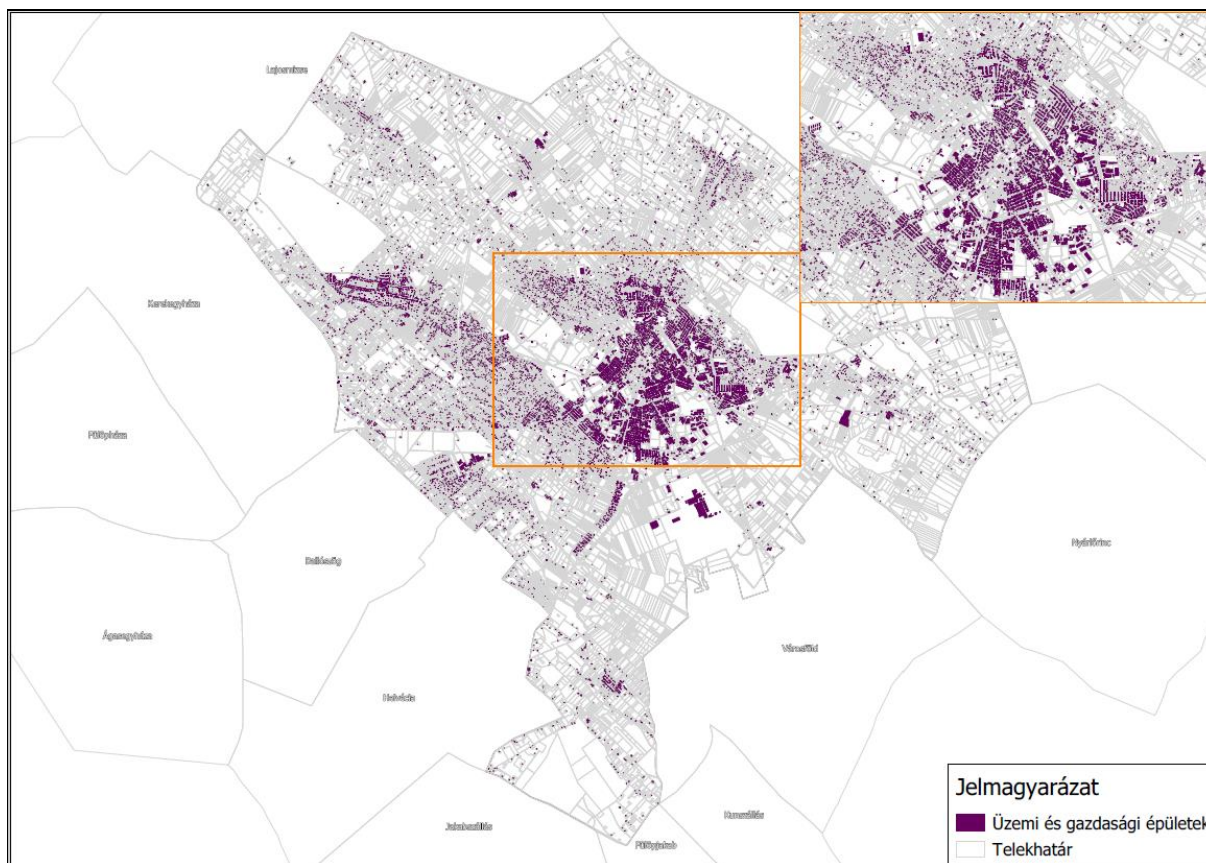 Lajosmizse
Kerekegyháza
Fülöpháza
Ballószög
Ágasegyháza
Helvécia
Nyárlőrinc
Városföld
Jakabszállás
Kunszállás
Fülöpjakab
Jelmagyarázat
Üzemi és gazdasági épületek
Telekhatár